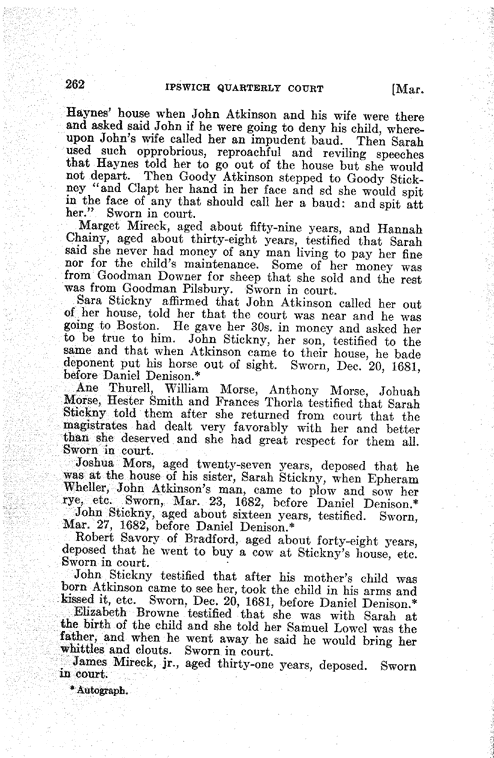 262 IPSWICH QUARTERLY COURT [Mar.
Haynes' house when John Atkinson and his wife were there
and asked said John if he were going to deny his child, where-
upon John's wife called her an impudent baud. Then Sarah
used such opprobrious, reproachful and reviling speeches
that Haynes told her to go out of the house but she would
not depart. Then Goody Atkinson stepped to Goody Stick-
ney "and Clapt her hand in her face and sd she would spit
in the face of any that should call her a baud: and spit att
her." Sworn in court.
Marget Mireck, aged about fifty-nine years, and Hannah
Chainy, aged about thirty-eight years, testified that Sarah
said she never had money of any man living to pay her fine
nor for the child's maintenance. Some of her money was
from Goodman Downer for sheep that she sold and the rest
was from Goodman Pilsbury. Sworn in court.
Sara Stickny affirmed that John Atkinson called her out
of her house, told her that the court was near and he was
going to Boston. He gave her 30s. in money and asked her
to be true to him. John Stickny, her son, testified to the
same and that when Atkinson came to their house, he bade
deponent put his horse out of sight. Sworn, Dec. 20, 1681,
before Daniel Denison.*
Ane Thurell, William Morse, Anthony Morse, Johuah
Morse, Hester Smith and Frances Thorla testified that Sarah
Stickny told them after she returned from court that the
magistrates had dealt very favorably with her and better
than she deserved and she had great respect for them all.
Sworn in court.
Joshua Mors, aged twenty-seven years, deposed that he
was at the house of his sister, Sarah Stickny, when Epheram
Wheller, John Atkinson's man, came to plow and sow her
rye, etc. Sworn, Mar. 23, 1682, before Daniel Denison.*
John Stickny, aged about sixteen years, testified. Sworn,
Mar. 27, 1682, before Daniel Denison.*
Robert Savory of Bradford, aged about forty-eight years,
deposed that he went to buy a cow at Stickny's house, etc.
Sworn in court.
John Stickny testified that after his mother's child was
born Atkinson came to see her, took the child in his arms and
kissed it, etc. Sworn, Dec. 20, 1681, before Daniel Denison.*
Elizabeth Browne testified that she was with Sarah at
the birth of the child and she told her Samuel Lowel was the
father, and when he went away he said he would bring her
whittles and clouts. Sworn in court.
James Mireck, jr., aged thirty-one years, deposed. Sworn
in court.
* Autograph.